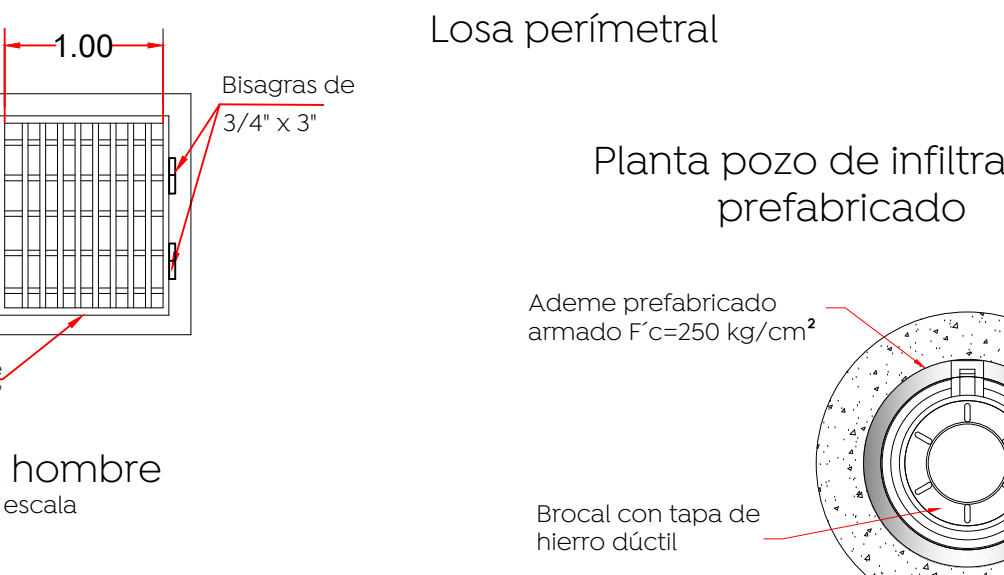 Losa perímetral
1.00
Bisagras de
3/4" x 3"
Planta pozo de infiltra
prefabricado
Ademe prefabricado
armado F´c=250 kg/cm²
hombre
escala
Brocal con tapa de
hierro dúctil